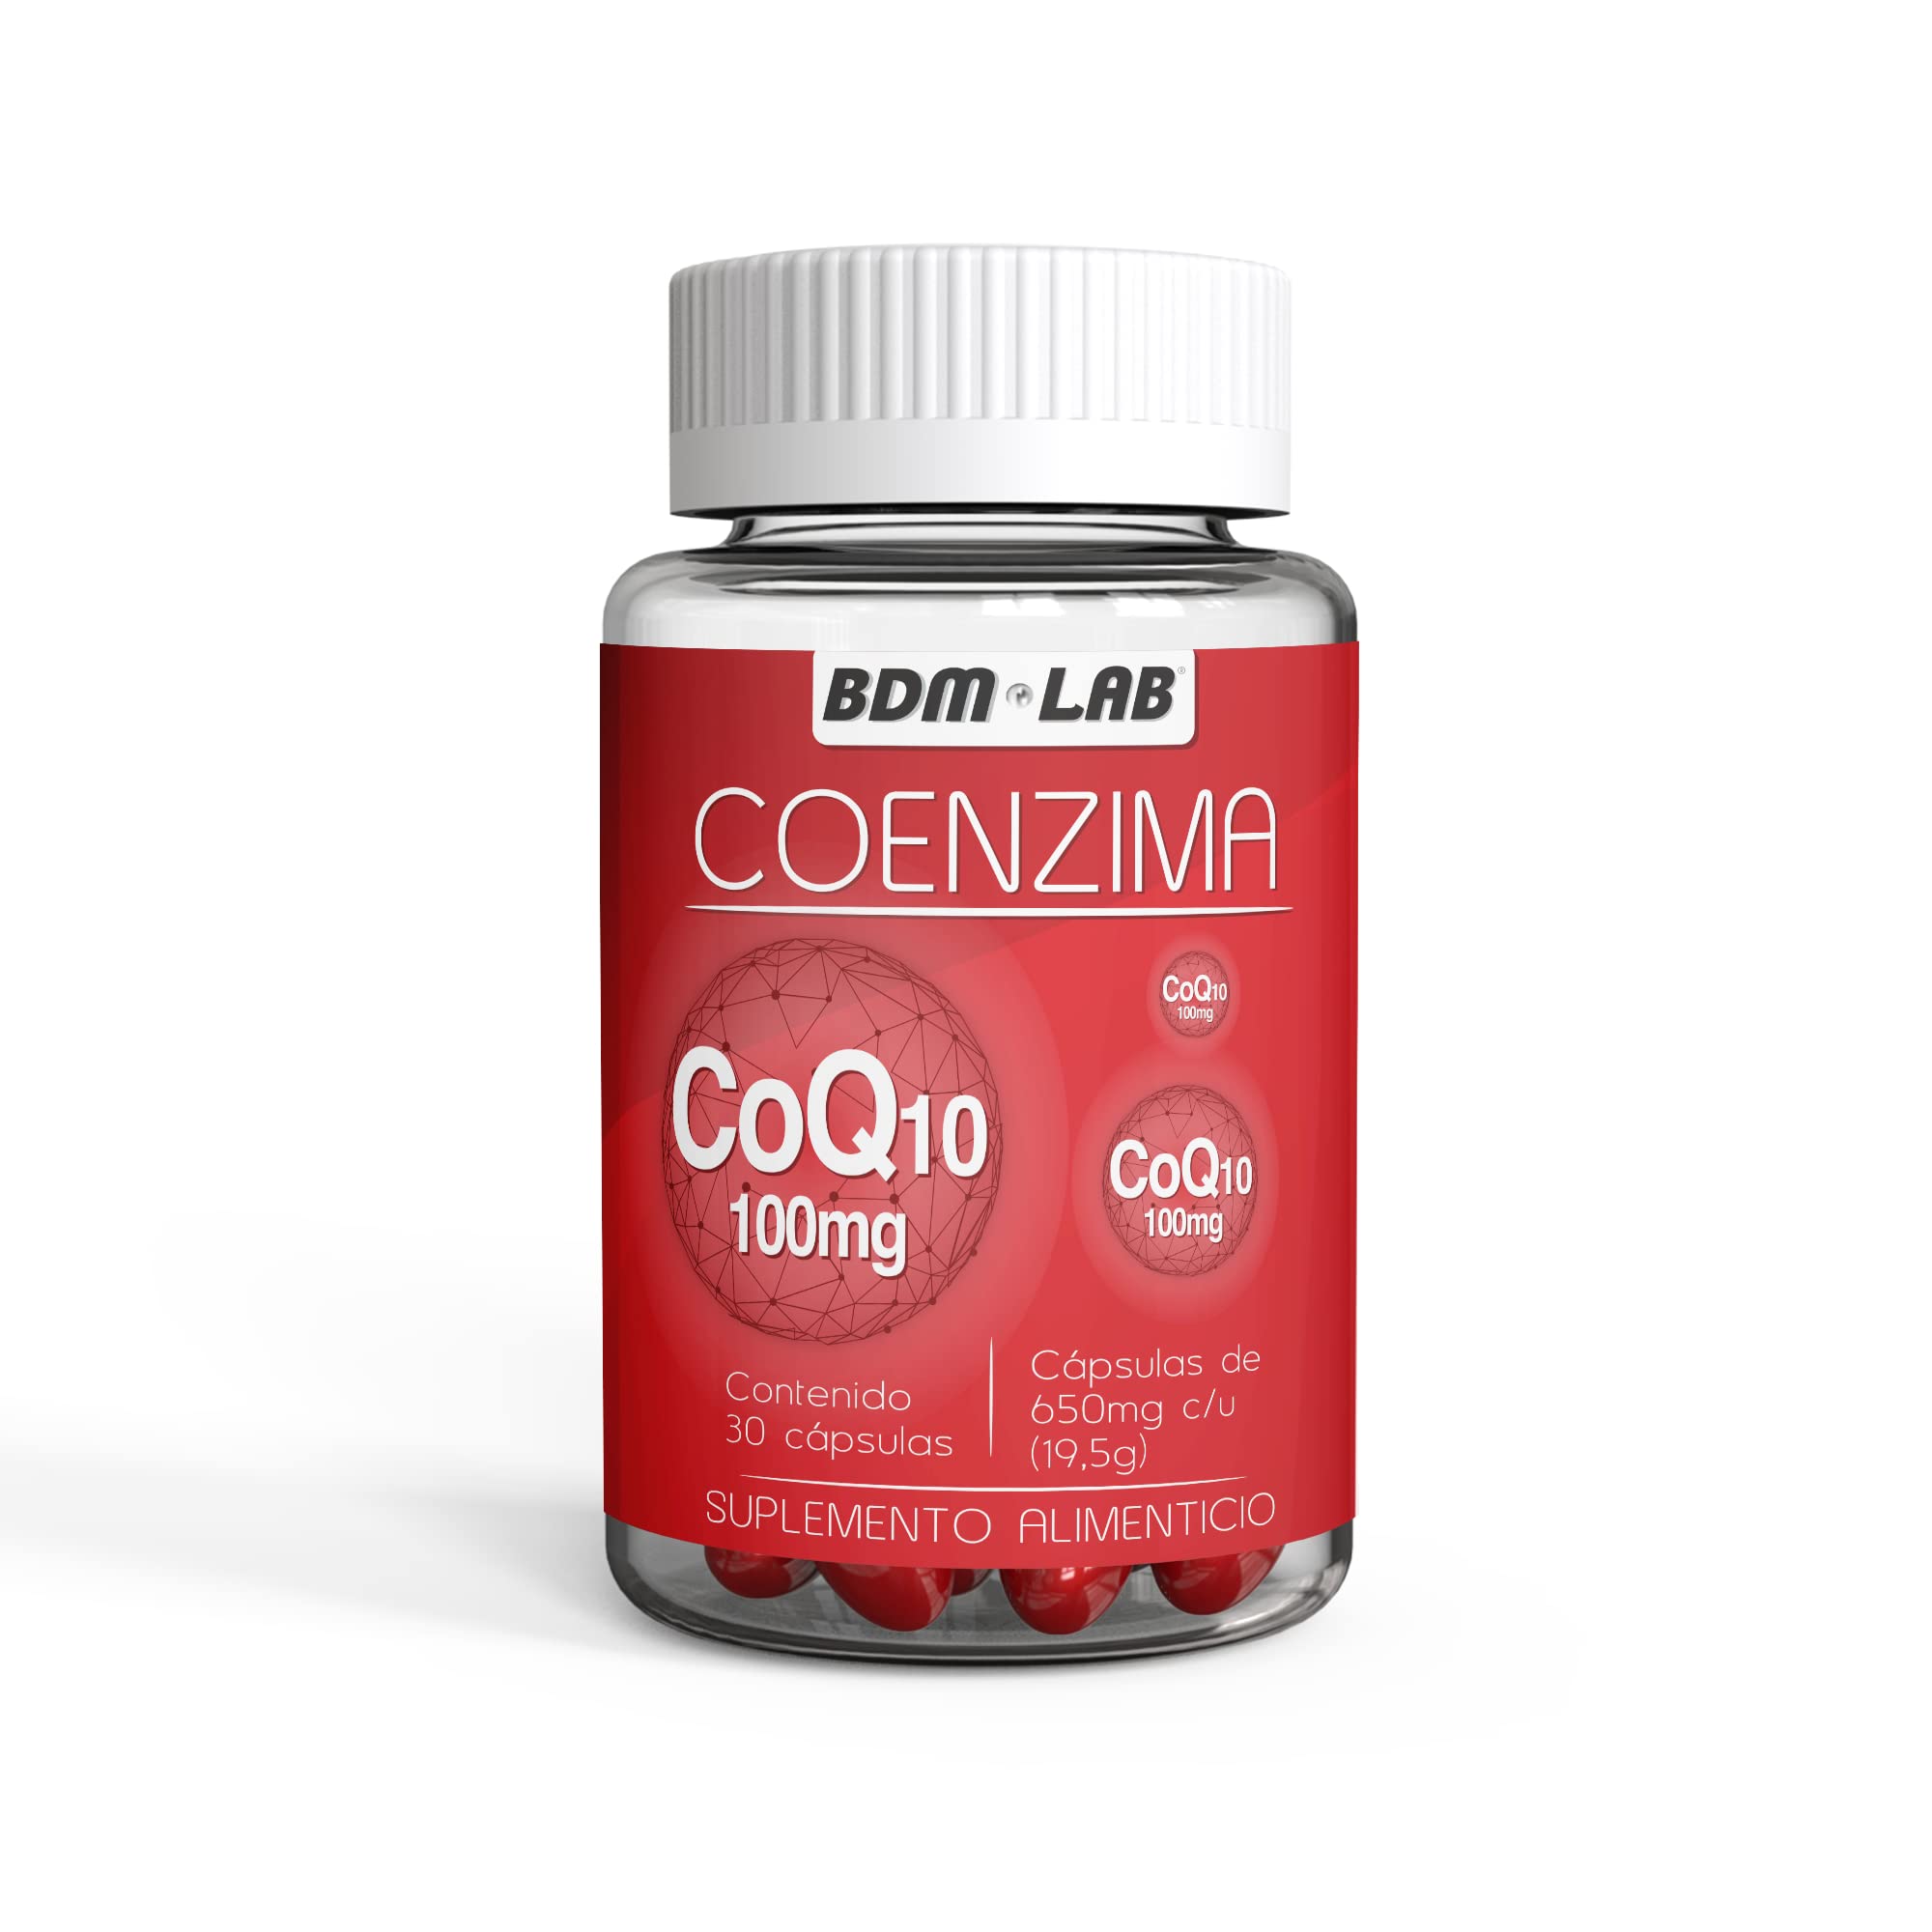 BDM • LAB®
COENZIMA
CoQ10
100mg
CoQ10
100mg
CoQ10
100mg
Contenido
30 cápsulas
Cápsulas de
650mg c/u
(19,5g)
SUPLEMENTO ALIMENTICIO